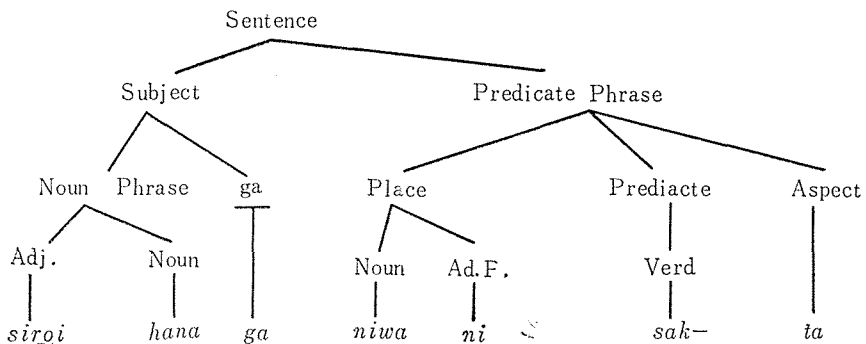 Sentence
Subject Predicate Phrase
Noun Phrase ga Place Prediacte Aspect
Adj. Noun Noun Ad.F. Verd
siroi hana ga niwa ni sak- ta